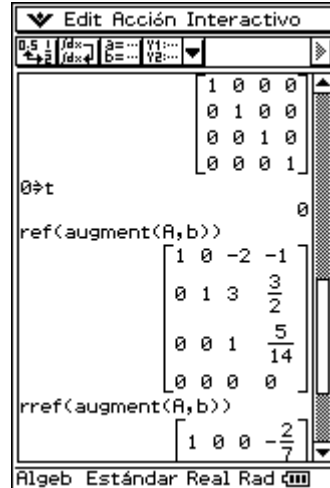 Edit Acción Interactivo
1 0 0 0
0 1 0 0
0 0 1 0
0 0 0 1
0⇒t
0
ref(augment(A,b))
1 0 -2 -1
0 1 3 3/2
0 0 1 5/14
0 0 0 0
rref(augment(A,b))
1 0 0 -2/7
Algeb Estándar Real Rad